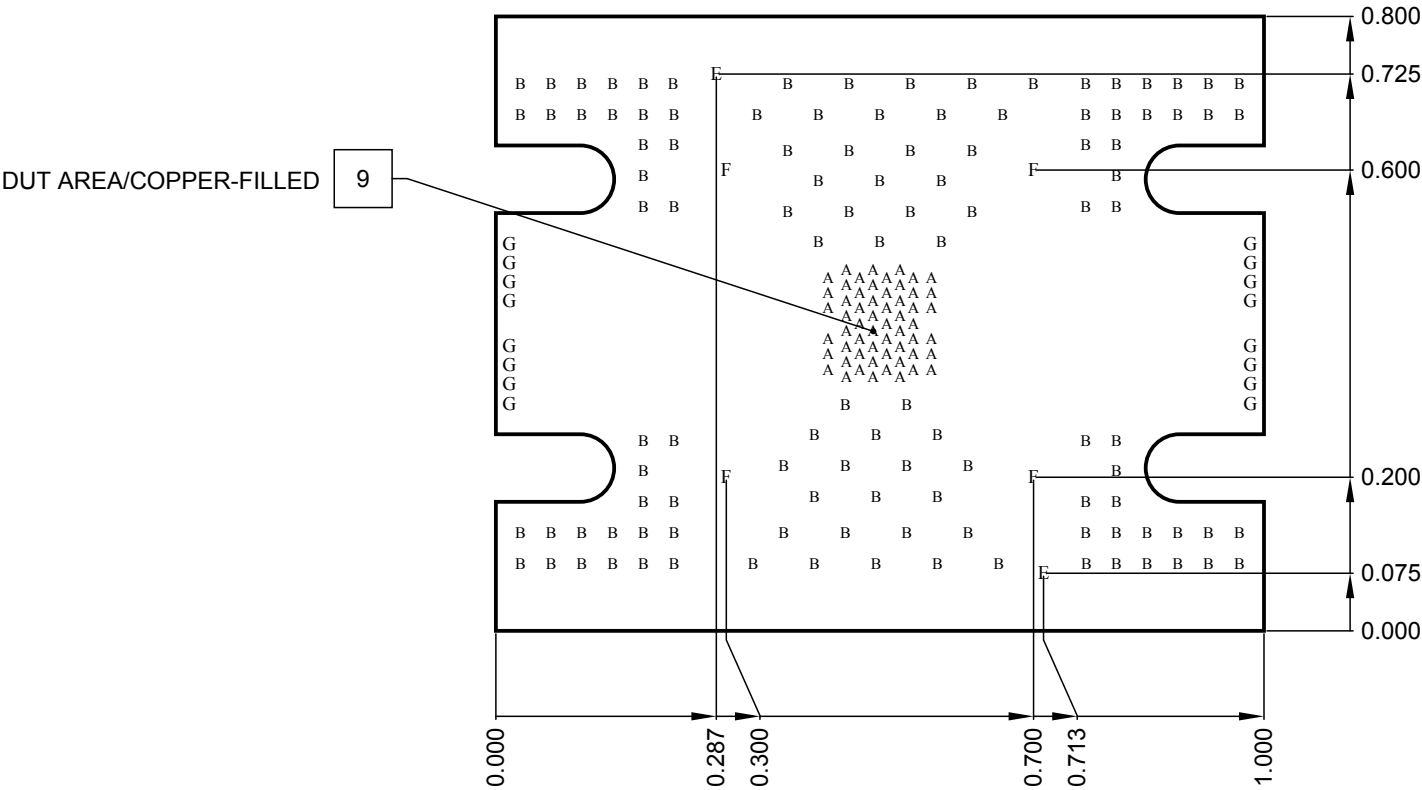 0.800
E 0.725
B B B B B B B B B B B B B B B B B
B B B B B B B B B B B B B B B B B
B B B B B B B B
F F 0.600
B B B B B
DUT AREA/COPPER-FILLED 9
B B B B B B B B
G B B B G
G G
A A A
A A A A A
G G
A A A
A A A A A
G A A A G
A A A A A
A A A
A A A
A A A
A A A A A
G A A A G
A A A A A
G A A A G
A A A A A
A A A
G G
G B B G
B B B
B B B B
B B B B
B B
F F 0.200
B B B
B B B B
B B B B B B B B B B B B B B B B
B B B B B B B B B B B B B B B B B
E 0.075
0.000
0.000
0.287
0.300
0.700
0.713
1.000